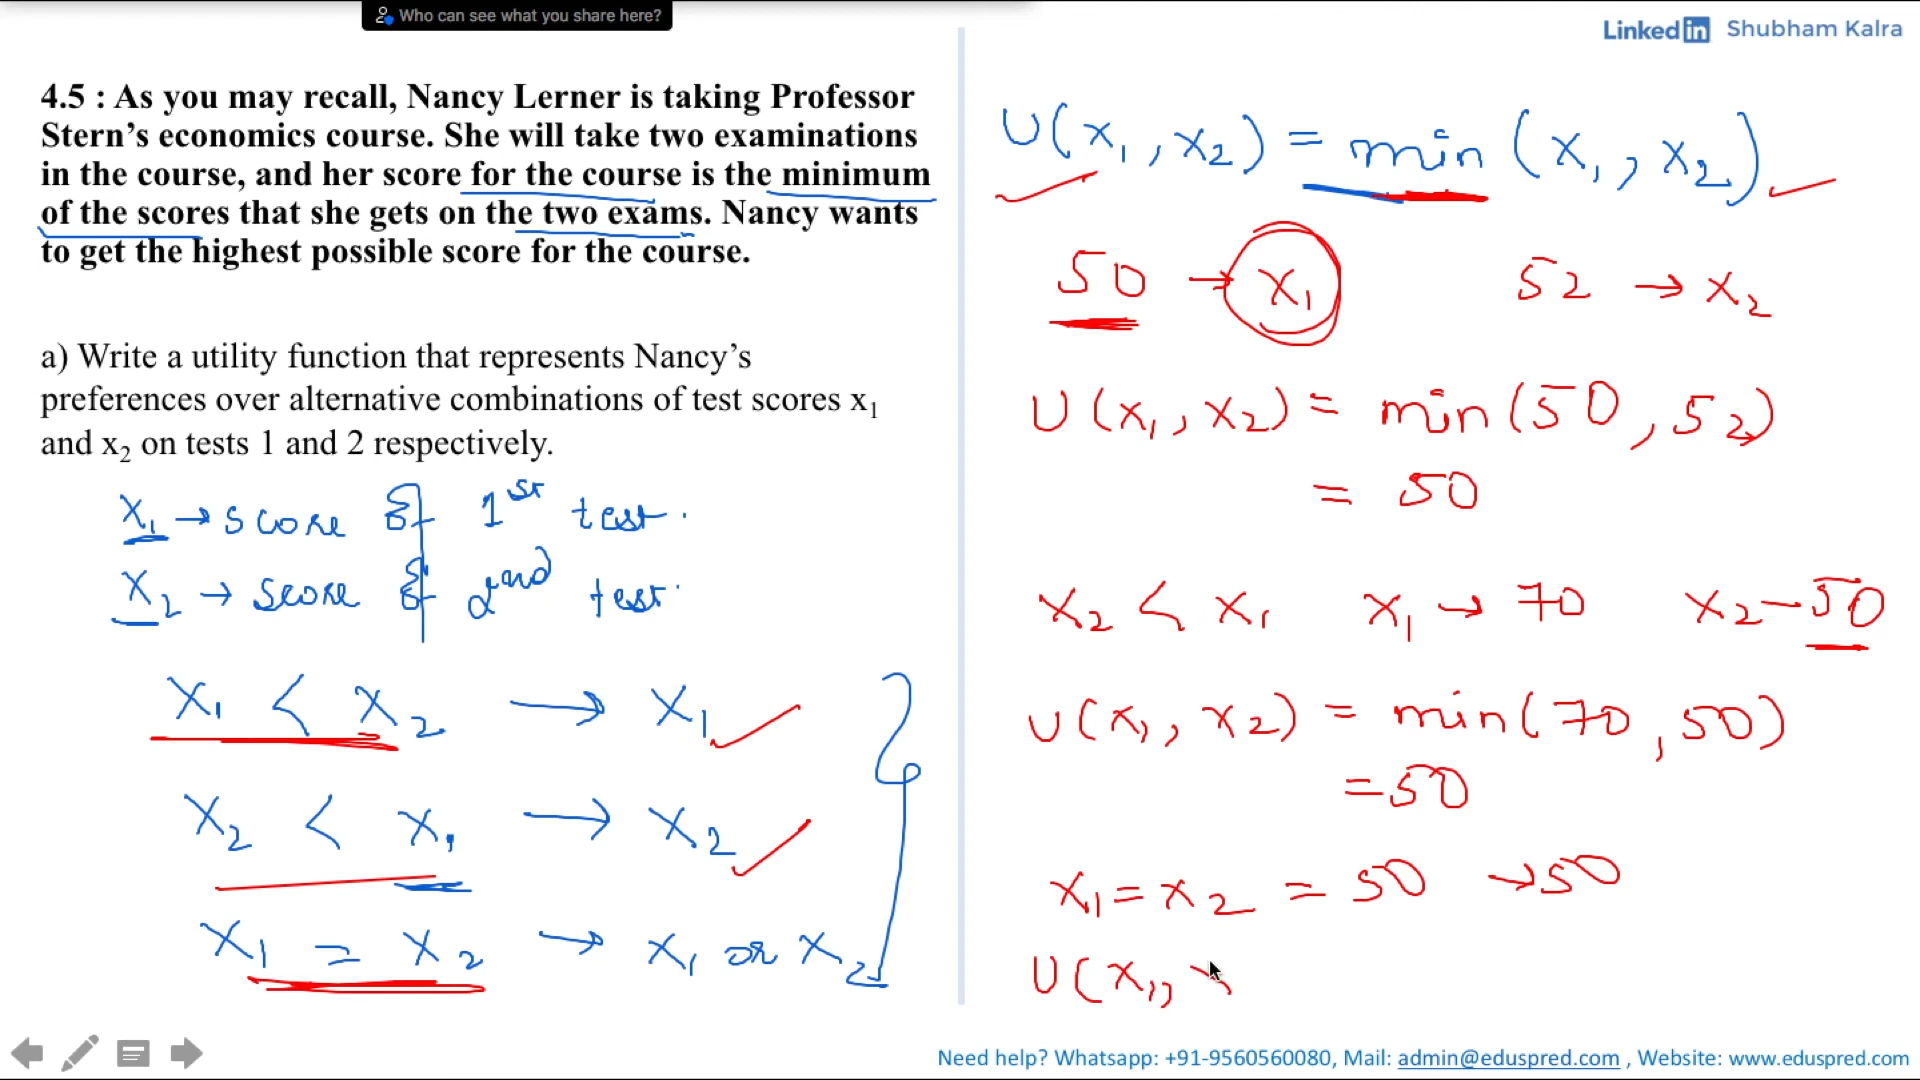 Who can see what you share here?
Linked in Shubham Kalra
4.5 : As you may recall, Nancy Lerner is taking Professor
Stern’s economics course. She will take two examinations
in the course, and her score for the course is the minimum
of the scores that she gets on the two exams. Nancy wants
to get the highest possible score for the course.
a) Write a utility function that represents Nancy’s
preferences over alternative combinations of test scores x₁
and x₂ on tests 1 and 2 respectively.
x₁ → score of 1st test.
x₂ → score of 2nd test.
x₁ < x₂ → x₁
x₂ < x₁ → x₂
x₁ = x₂ → x₁ or x₂
U(x₁, x₂) = min (x₁, x₂)
50 → x₁ 52 → x₂
U(x₁, x₂) = min(50, 52)
= 50
x₂ < x₁ x₁ → 70 x₂ – 50
U(x₁, x₂) = min(70, 50)
= 50
x₁ = x₂ = 50 → 50
U(x₁,
Need help? Whatsapp: +91-9560560080, Mail: admin@eduspred.com , Website: www.eduspred.com